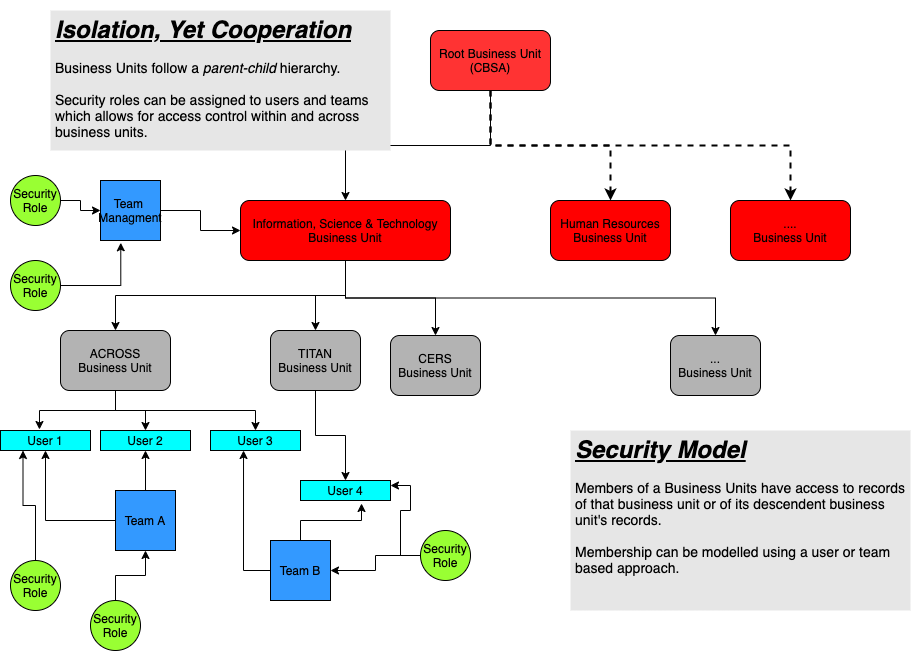 Isolation, Yet Cooperation
Business Units follow a parent-child hierarchy.
Security roles can be assigned to users and teams
which allows for access control within and across
business units.
Root Business Unit
(CBSA)
Security
Role
Team
Managment
Information, Science & Technology
Business Unit
Human Resources
Business Unit
....
Business Unit
Security
Role
ACROSS
Business Unit
TITAN
Business Unit
CERS
Business Unit
...
Business Unit
User 1
User 2
User 3
User 4
Security Model
Members of a Business Units have access to records
of that business unit or of its descendent business
unit's records.
Membership can be modelled using a user or team
based approach.
Team A
Team B
Security
Role
Security
Role
Security
Role